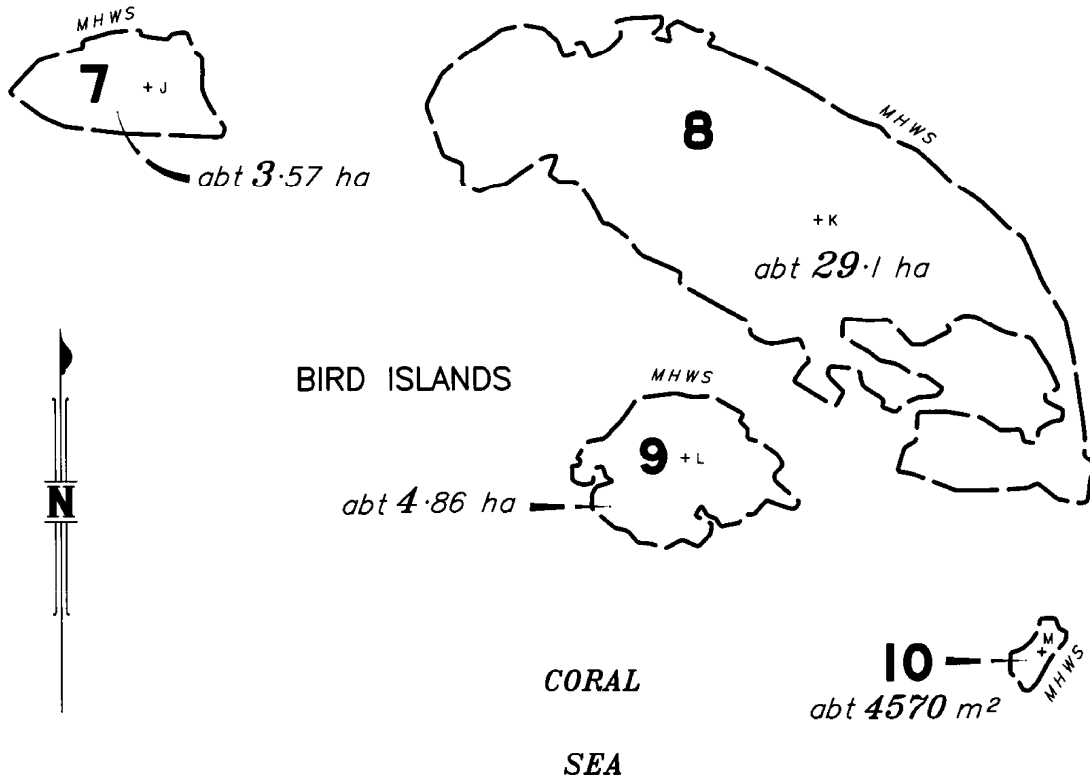 MHWS
7
+ J
abt 3·57 ha
8
MHWS
+ K
abt 29·1 ha
BIRD ISLANDS
MHWS
9
+ L
abt 4·86 ha
N
10
+ M
MHWS
abt 4570 m²
CORAL
SEA